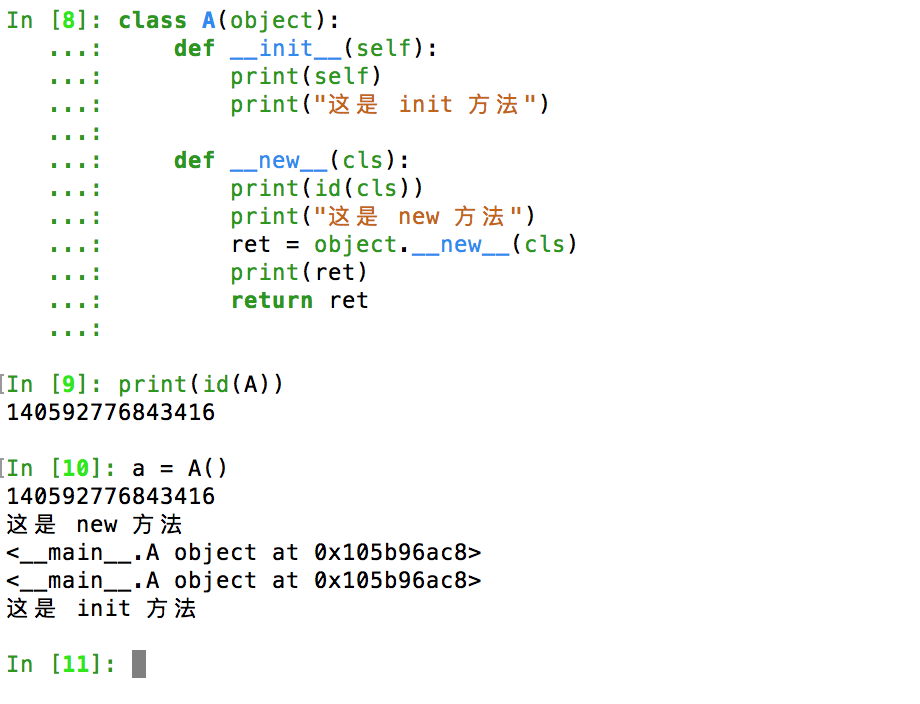 In [8]: class A(object):
   ...:     def __init__(self):
   ...:         print(self)
   ...:         print("这是 init 方法")
   ...:
   ...:     def __new__(cls):
   ...:         print(id(cls))
   ...:         print("这是 new 方法")
   ...:         ret = object.__new__(cls)
   ...:         print(ret)
   ...:         return ret
   ...:
[In [9]: print(id(A))
140592776843416
[In [10]: a = A()
140592776843416
这是 new 方法
<__main__.A object at 0x105b96ac8>
<__main__.A object at 0x105b96ac8>
这是 init 方法
In [11]: